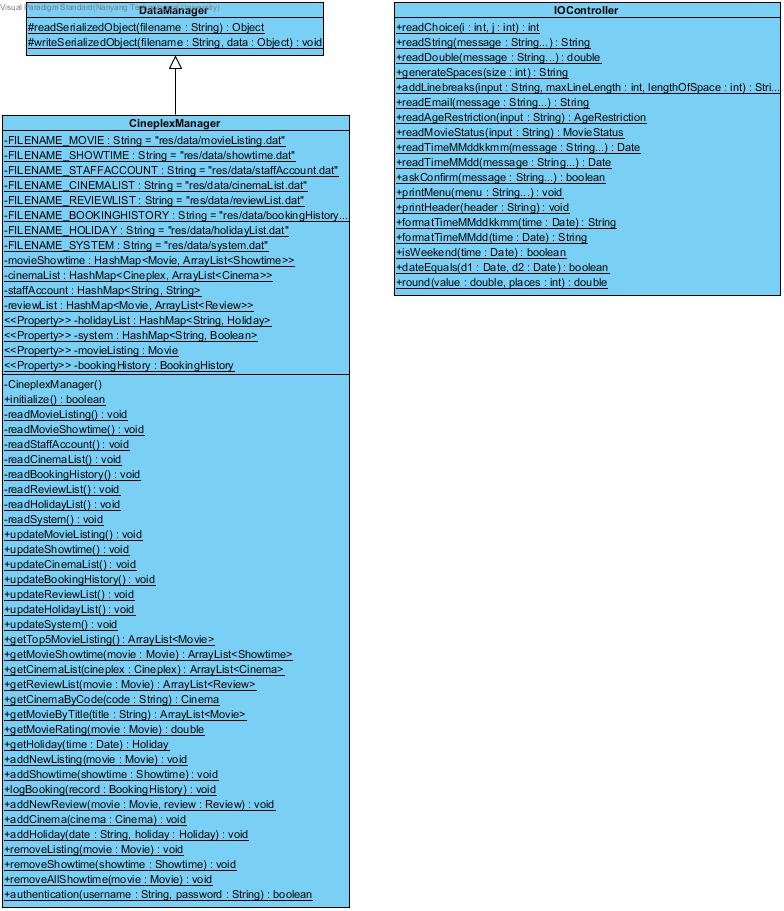 Visual Paradigm Standard(Nanyang Te
DataManager
#readSerializedObject(filename : String) : Object
#writeSerializedObject(filename : String, data : Object) : void
CineplexManager
-FILENAME_MOVIE : String = "res/data/movieListing.dat"
-FILENAME_SHOWTIME : String = "res/data/showtime.dat"
-FILENAME_STAFFACCOUNT : String = "res/data/staffAccount.dat"
-FILENAME_CINEMALIST : String = "res/data/cinemaList.dat"
-FILENAME_REVIEWLIST : String = "res/data/reviewList.dat"
-FILENAME_BOOKINGHISTORY : String = "res/data/bookingHistory...
-FILENAME_HOLIDAY : String = "res/data/holidayList.dat"
-FILENAME_SYSTEM : String = "res/data/system.dat"
-movieShowtime : HashMap<Movie, ArrayList<Showtime>>
-cinemaList : HashMap<Cineplex, ArrayList<Cinema>>
-staffAccount : HashMap<String, String>
-reviewList : HashMap<Movie, ArrayList<Review>>
<<Property>> -holidayList : HashMap<String, Holiday>
<<Property>> -system : HashMap<String, Boolean>
<<Property>> -movieListing : Movie
<<Property>> -bookingHistory : BookingHistory
-CineplexManager()
+initialize() : boolean
-readMovieListing() : void
-readMovieShowtime() : void
-readStaffAccount() : void
-readCinemaList() : void
-readBookingHistory() : void
-readReviewList() : void
-readHolidayList() : void
-readSystem() : void
+updateMovieListing() : void
+updateShowtime() : void
+updateCinemaList() : void
+updateBookingHistory() : void
+updateReviewList() : void
+updateHolidayList() : void
+updateSystem() : void
+getTop5MovieListing() : ArrayList<Movie>
+getMovieShowtime(movie : Movie) : ArrayList<Showtime>
+getCinemaList(cineplex : Cineplex) : ArrayList<Cinema>
+getReviewList(movie : Movie) : ArrayList<Review>
+getCinemaByCode(code : String) : Cinema
+getMovieByTitle(title : String) : ArrayList<Movie>
+getMovieRating(movie : Movie) : double
+getHoliday(time : Date) : Holiday
+addNewListing(movie : Movie) : void
+addShowtime(showtime : Showtime) : void
+logBooking(record : BookingHistory) : void
+addNewReview(movie : Movie, review : Review) : void
+addCinema(cinema : Cinema) : void
+addHoliday(date : String, holiday : Holiday) : void
+removeListing(movie : Movie) : void
+removeShowtime(showtime : Showtime) : void
+removeAllShowtime(movie : Movie) : void
+authentication(username : String, password : String) : boolean
IOController
+readChoice(i : int, j : int) : int
+readString(message : String...) : String
+readDouble(message : String...) : double
+generateSpaces(size : int) : String
+addLinebreaks(input : String, maxLineLength : int, lengthOfSpace : int) : Stri...
+readEmail(message : String...) : String
+readAgeRestriction(input : String) : AgeRestriction
+readMovieStatus(input : String) : MovieStatus
+readTimeMMddkkmm(message : String...) : Date
+readTimeMMdd(message : String...) : Date
+askConfirm(message : String...) : boolean
+printMenu(menu : String...) : void
+printHeader(header : String) : void
+formatTimeMMddkkmm(time : Date) : String
+formatTimeMMdd(time : Date) : String
+isWeekend(time : Date) : boolean
+dateEquals(d1 : Date, d2 : Date) : boolean
+round(value : double, places : int) : double